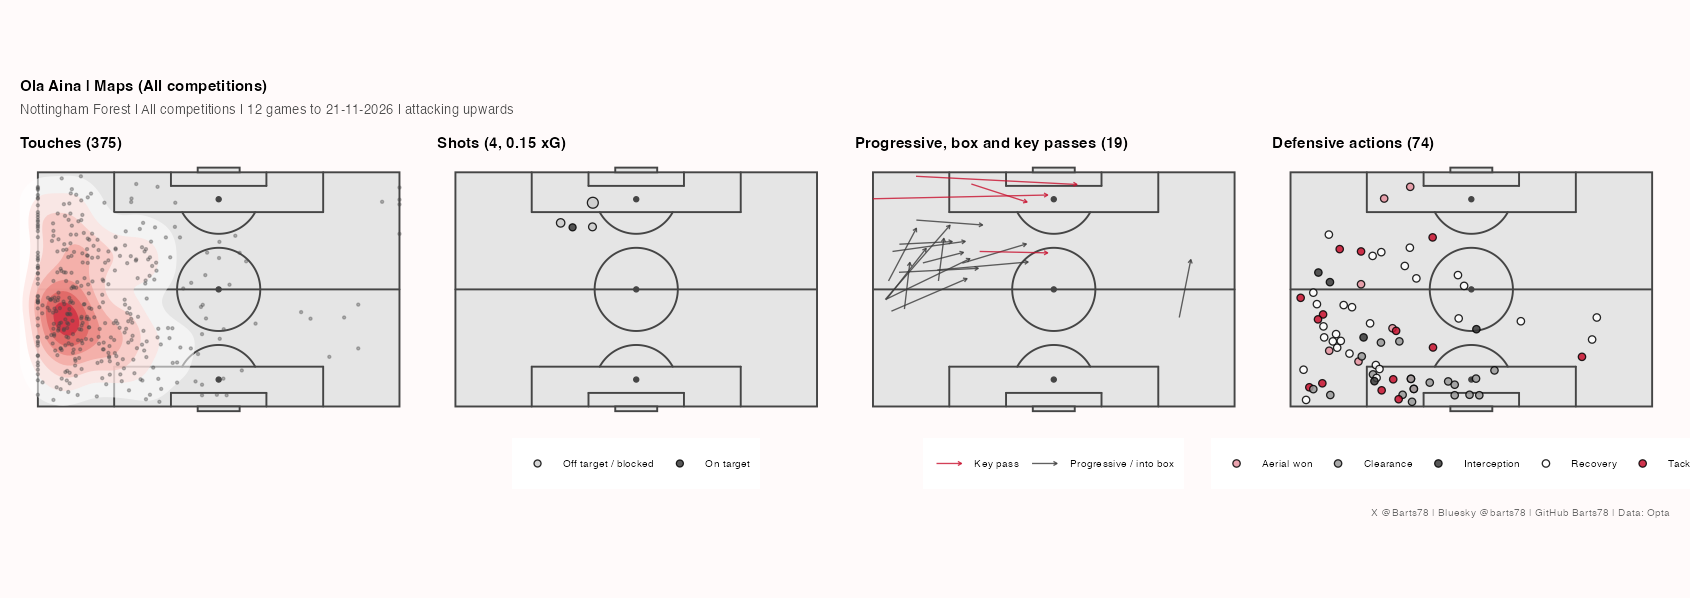 Ola Aina | Maps (All competitions)
Nottingham Forest | All competitions | 12 games to 21-11-2026 | attacking upwards
Touches (375)
Shots (4, 0.15 xG)
Progressive, box and key passes (19)
Defensive actions (74)
Off target / blocked
On target
Key pass
Progressive / into box
Aerial won
Clearance
Interception
Recovery
Tack
X @Barts78 | Bluesky @barts78 | GitHub Barts78 | Data: Opta